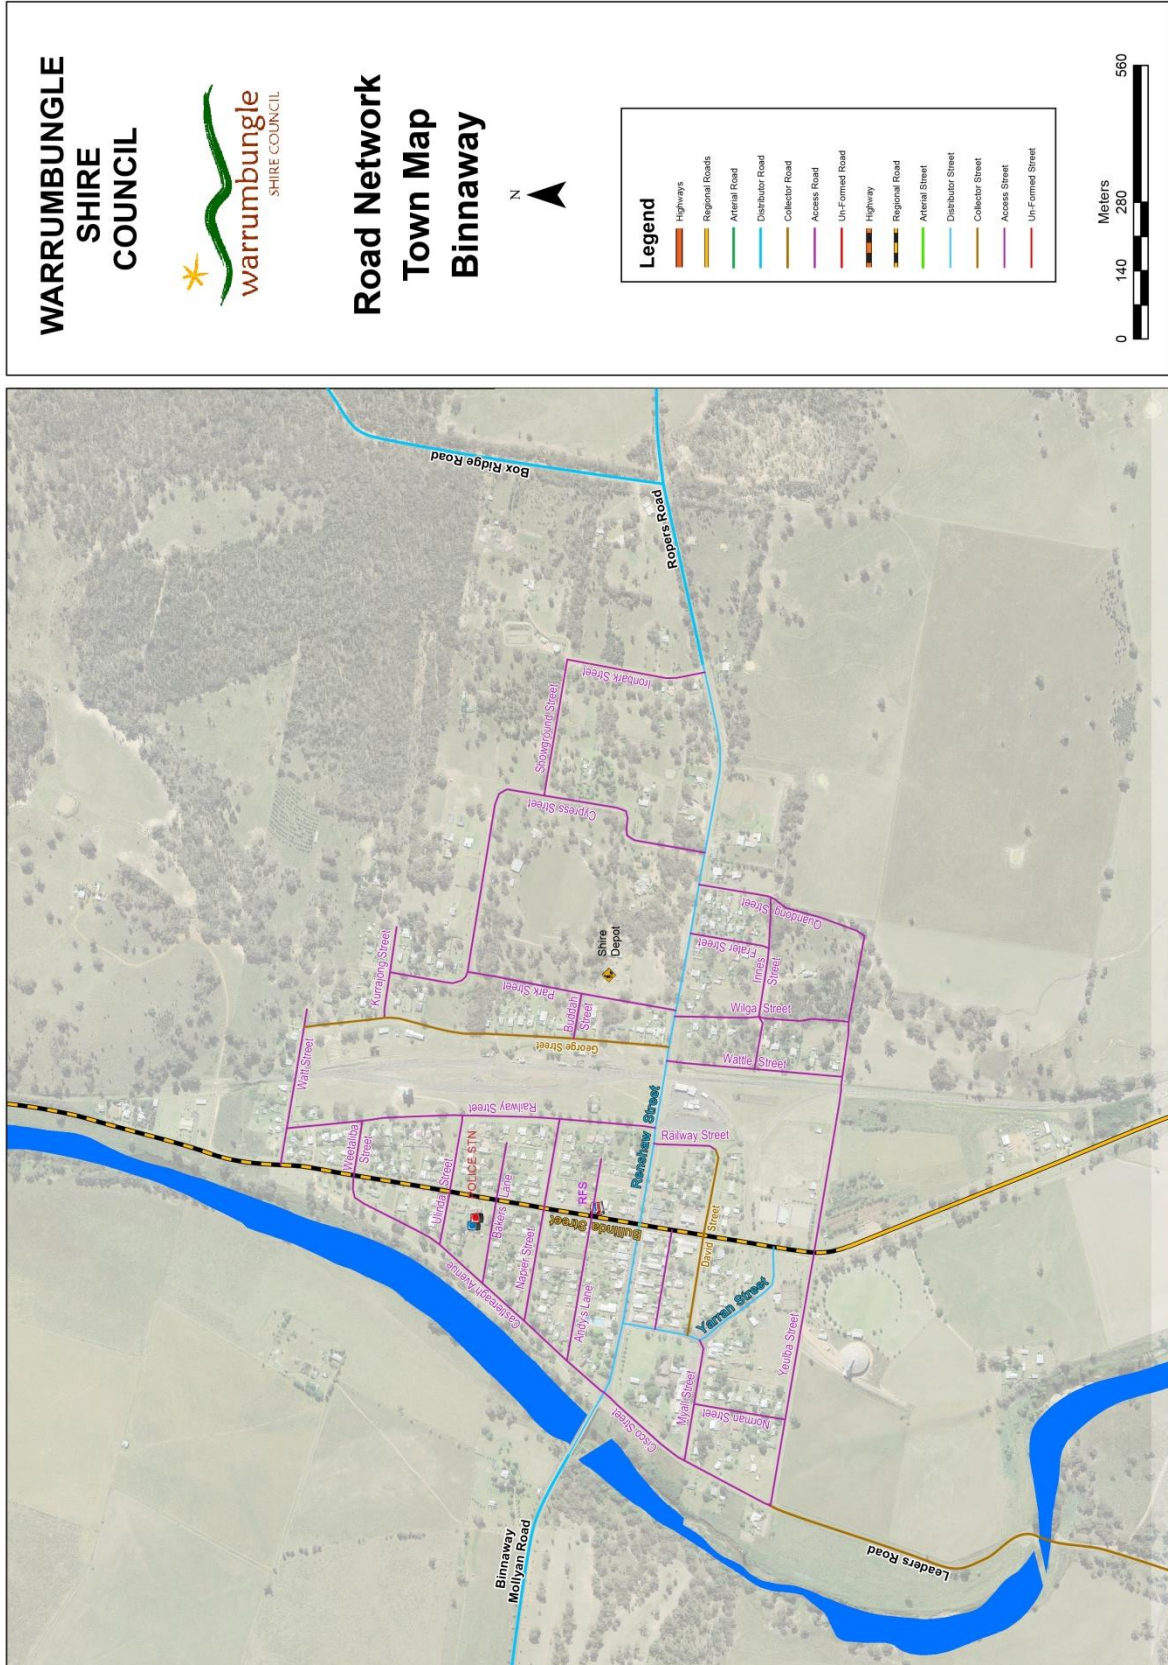 WARRUMBUNGLE
SHIRE
COUNCIL
warrumbungle
SHIRE COUNCIL
Road Network
Town Map
Binnaway
N
Legend
Highways
Regional Roads
Arterial Road
Distributor Road
Collector Road
Access Road
Un-Formed Road
Highway
Regional Road
Arterial Street
Distributor Street
Collector Street
Access Street
Un-Formed Street
Meters
0 140 280 560
Box Ridge Road
Ropers Road
Ironbark Street
Snowground Street
Cypress Street
Quandong Street
Frater Street
Innes
Street
Shire
Depot
Kurrajong Street
Park Street
Buddah
Street
Wilga Street
George Street
Watt Street
Wattle Street
Railway Street
Railway Street
Renshaw Street
Weetaliba
Street
Ulinda Street
POLICE STN
Bakers Lane
RFS
Napier Street
Bullinda Street
David Street
Castlereagh Avenue
Andy,s Lane
Yarran Street
Yeulba Street
Myall Street
Norman Street
Cisco Street
Binnaway
Mollyan Road
Leaders Road